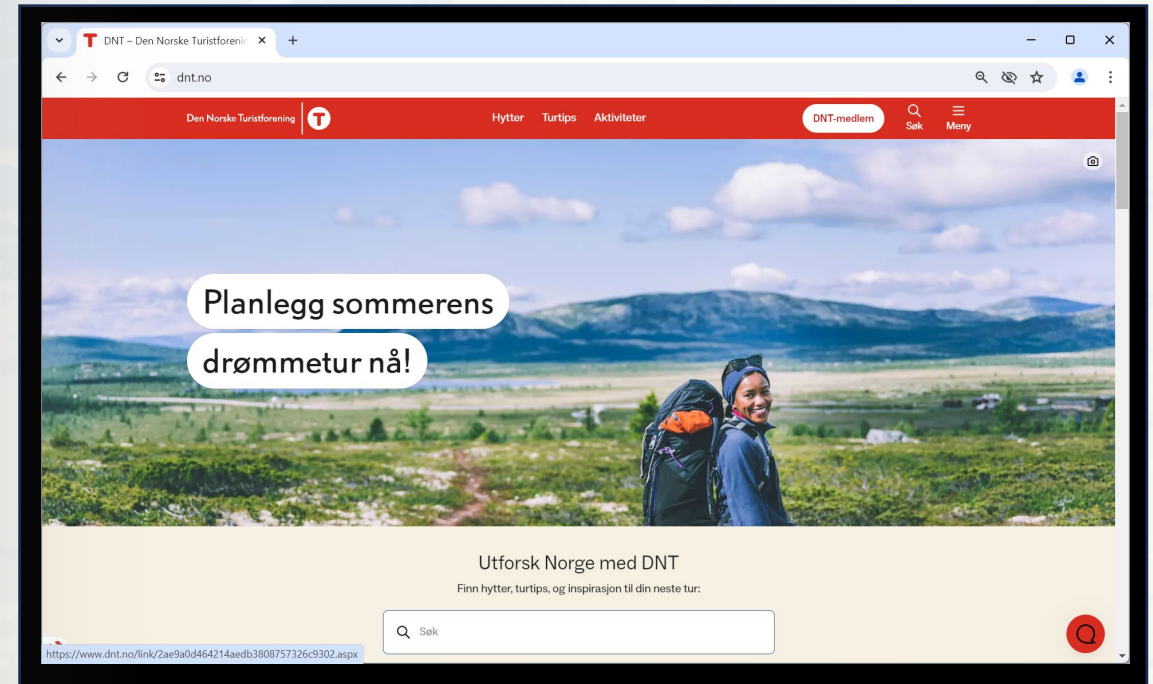 DNT – Den Norske Turistforenin
dnt.no
Den Norske Turistforening
T
Hytter Turtips Aktiviteter
DNT-medlem
Søk
Meny
Planlegg sommerens
drømmetur nå!
Utforsk Norge med DNT
Finn hytter, turtips, og inspirasjon til din neste tur:
Søk
https://www.dnt.no/link/2ae9a0d464214aedb3808757326c9302.aspx